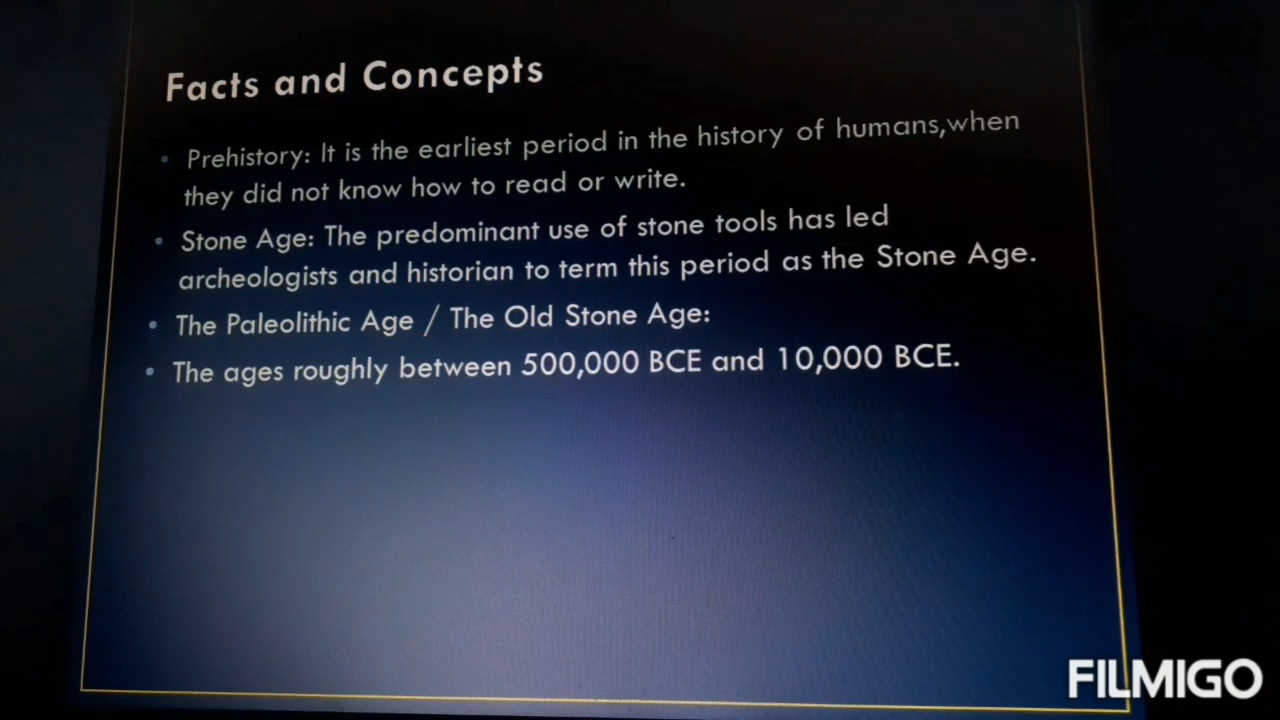 Facts and Concepts
• Prehistory: It is the earliest period in the history of humans,when
they did not know how to read or write.
• Stone Age: The predominant use of stone tools has led
archeologists and historian to term this period as the Stone Age.
• The Paleolithic Age / The Old Stone Age:
• The ages roughly between 500,000 BCE and 10,000 BCE.
FILMIGO